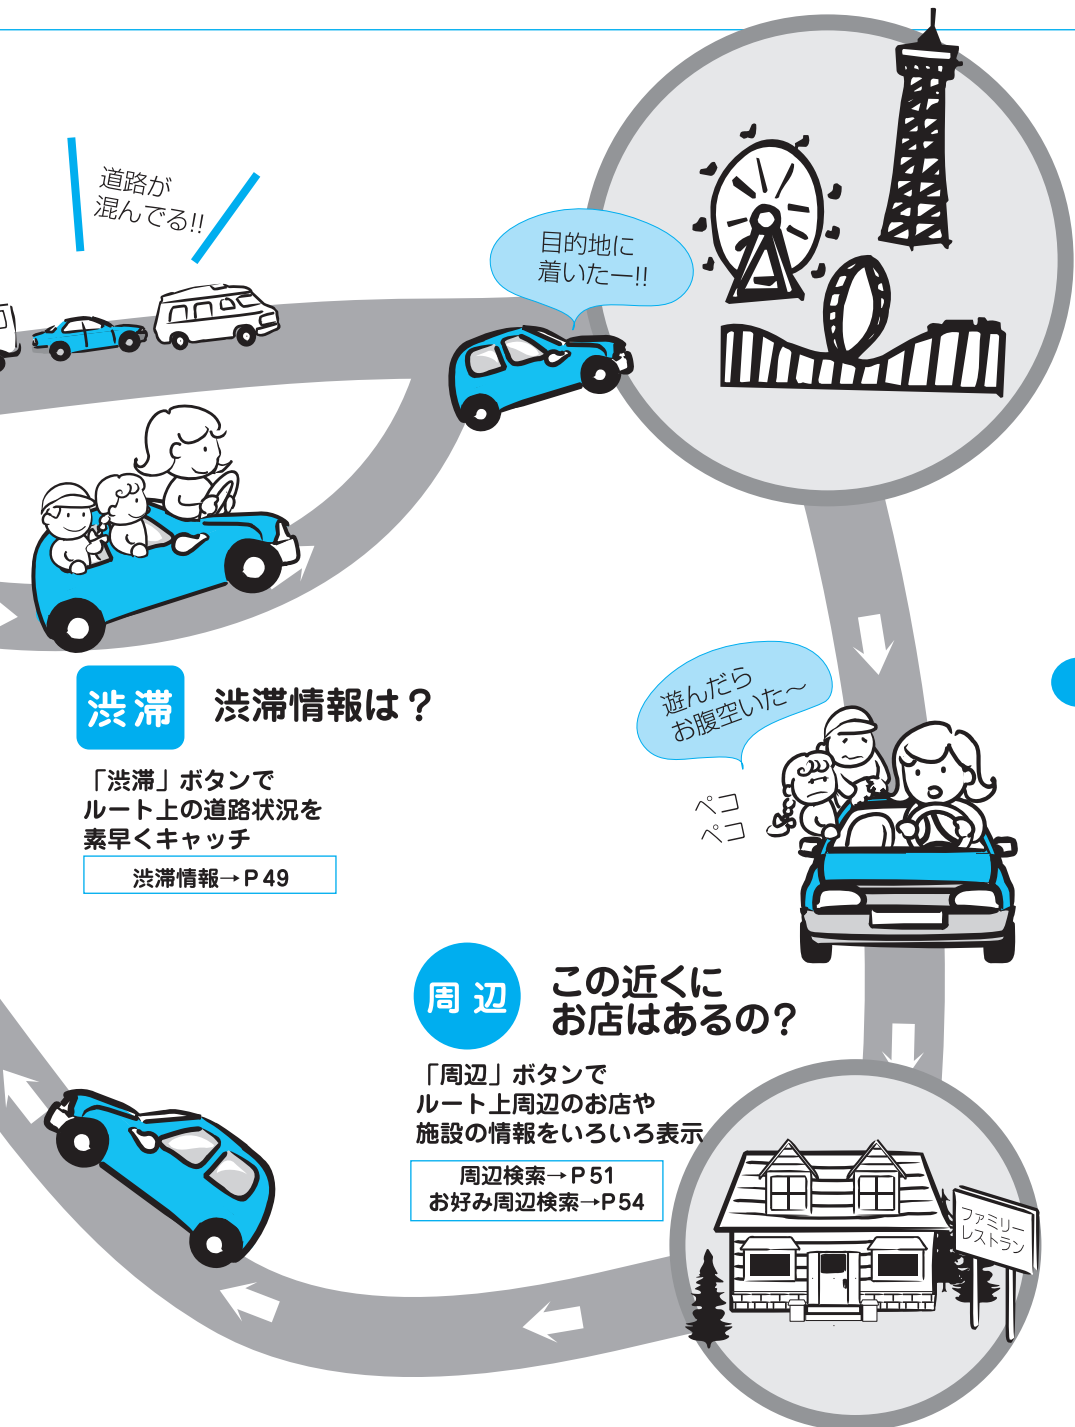 道路が
混んでる!!
目的地に
着いたー!!
渋滞
渋滞情報は？
「渋滞」ボタンで
ルート上の道路状況を
素早くキャッチ
渋滞情報→P49
遊んだら
お腹空いた～
ペコ
ペコ
周辺
この近くに
お店はあるの？
「周辺」ボタンで
ルート上周辺のお店や
施設の情報をいろいろ表示
周辺検索→P51
お好み周辺検索→P54
ファミリー
レストラン